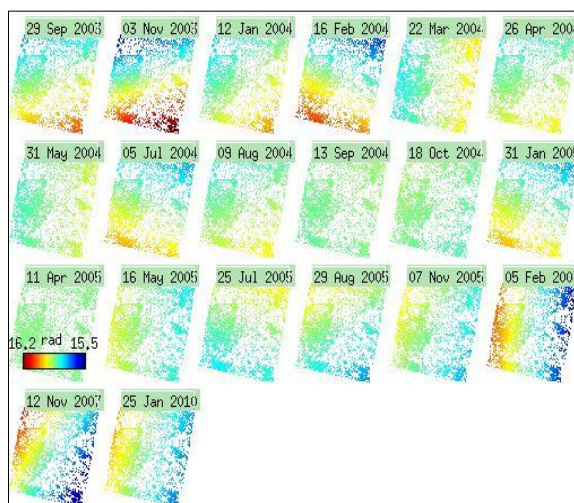 29 Sep 2003 03 Nov 2003 12 Jan 2004 16 Feb 2004 22 Mar 2004 26 Apr 2004
31 May 2004 05 Jul 2004 09 Aug 2004 13 Sep 2004 18 Oct 2004 31 Jan 2005
11 Apr 2005 16 May 2005 25 Jul 2005 29 Aug 2005 07 Nov 2005 05 Feb
16.2 rad 15.5
12 Nov 2007 25 Jan 2010